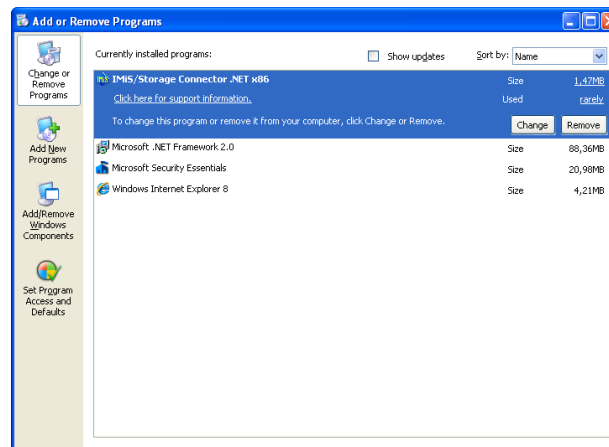 Add or Remove Programs
Change or
Remove
Programs
Add New
Programs
Add/Remove
Windows
Components
Set Program
Access and
Defaults
Currently installed programs:
Show updates
Sort by: Name
IMiS/Storage Connector .NET x86 Size 1,47MB
Click here for support information. Used rarely
To change this program or remove it from your computer, click Change or Remove.
Change Remove
Microsoft .NET Framework 2.0 Size 88,36MB
Microsoft Security Essentials Size 20,98MB
Windows Internet Explorer 8 Size 4,21MB